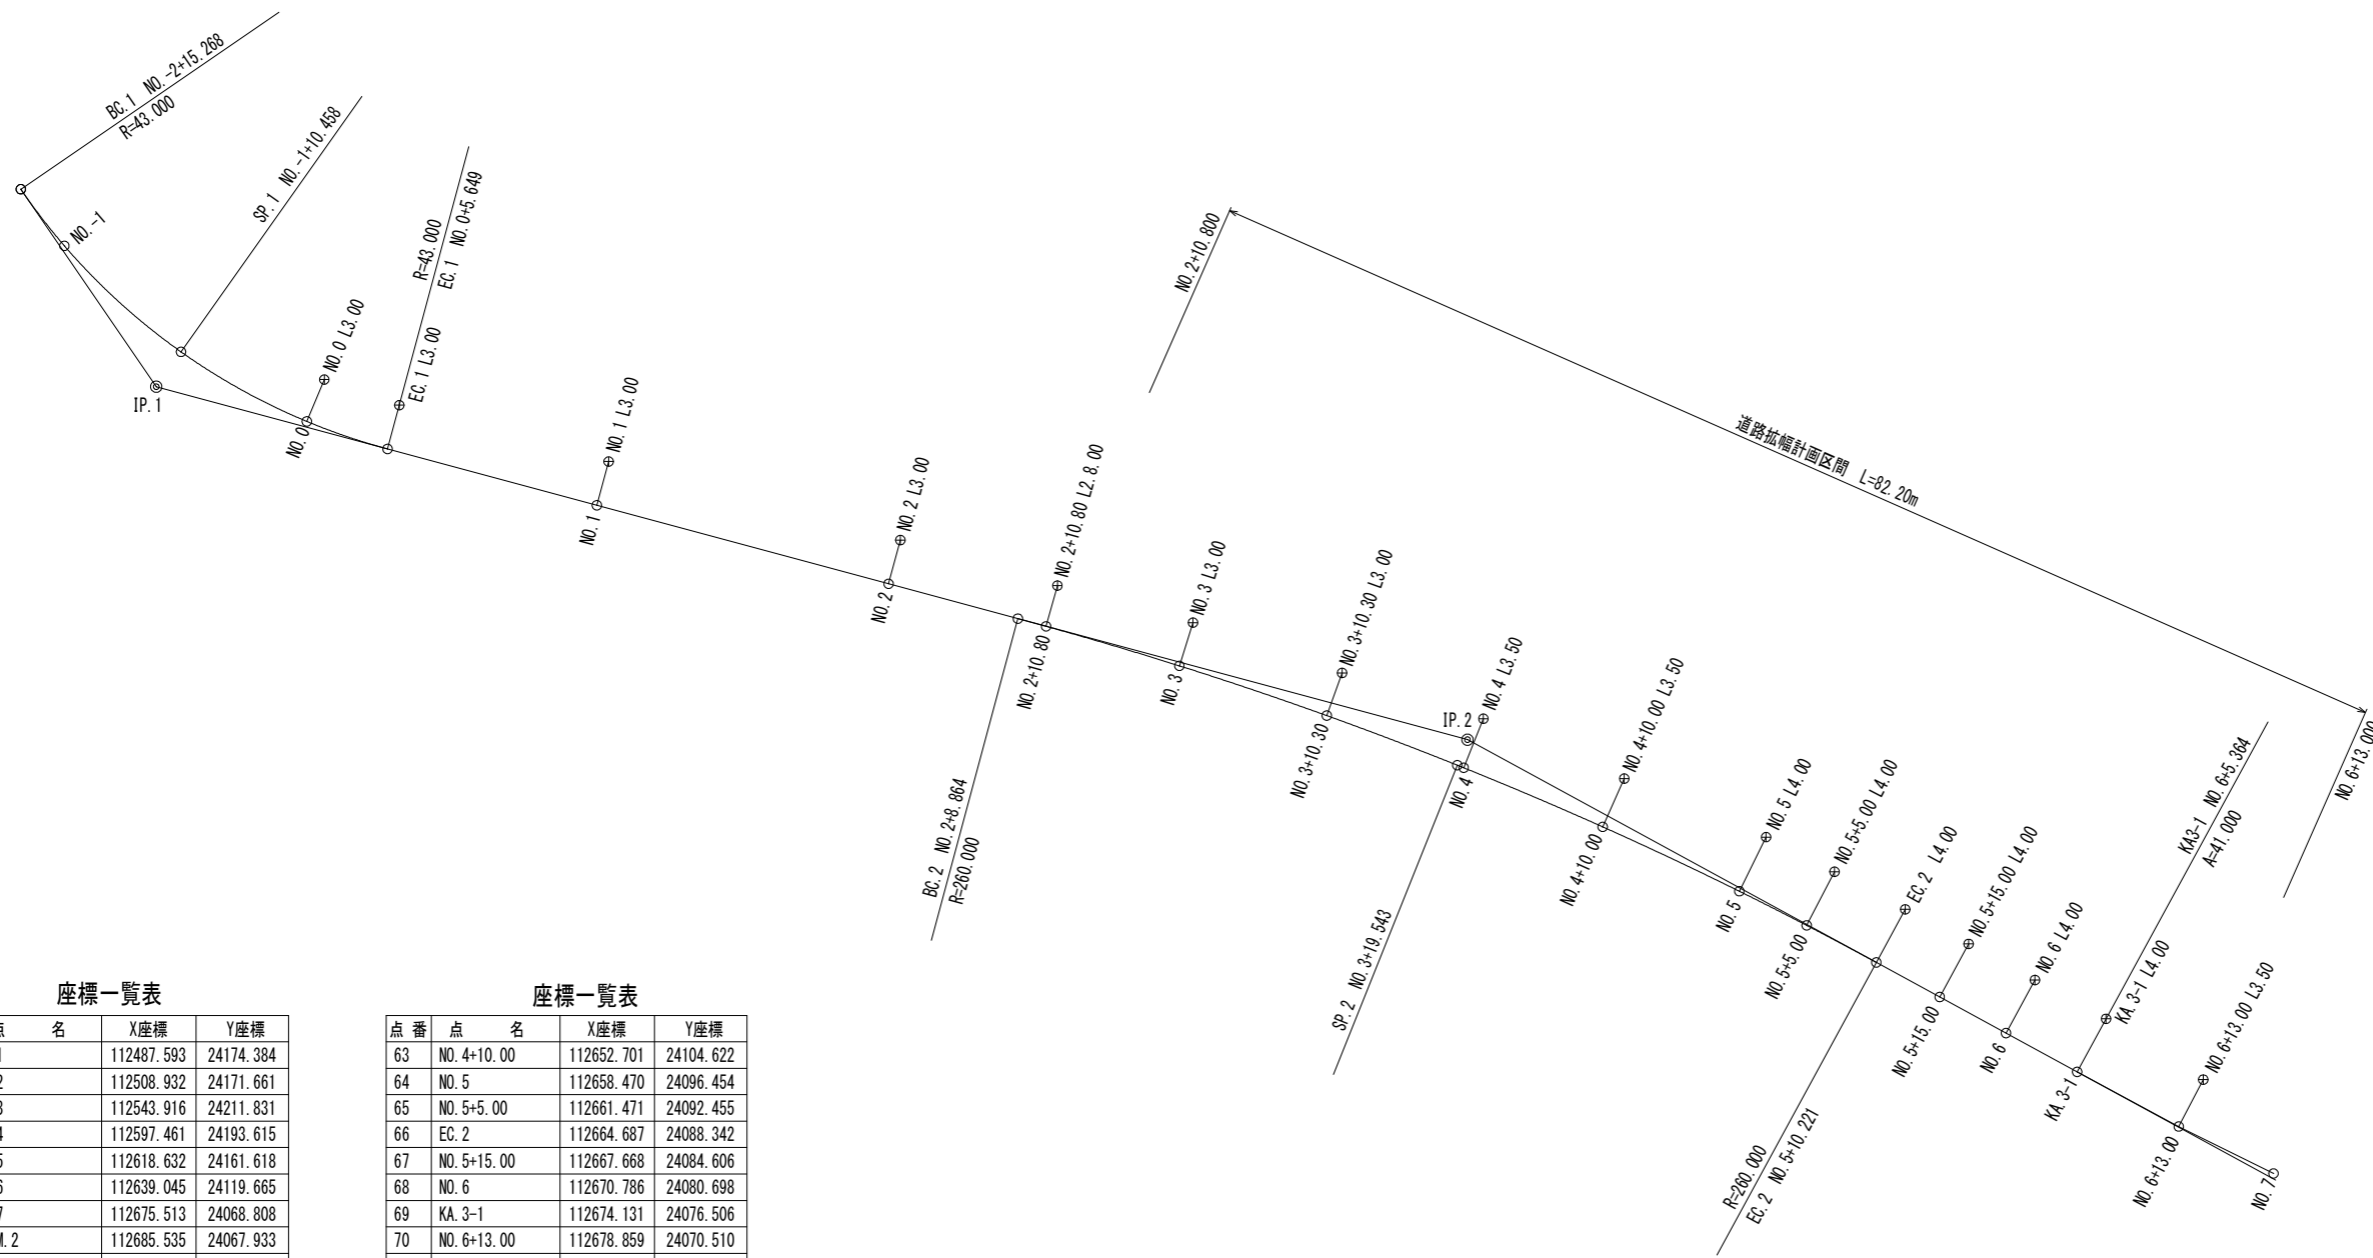 BC.1 NO.-2+15.268
R=43.000
SP.1 NO.-1+10.458
NO.-1
R=43.000
EC.1 NO.0+5.649
NO.0 L3.00
EC.1 L3.00
IP.1
NO.0
NO.1 L3.00
NO.1
NO.2 L3.00
NO.2
NO.2+10.80 L2.8.00
NO.2+10.80
NO.2+10.800
道路拡幅計画区間 L=82.20m
NO.6+13.000
BC.2 NO.2+8.864
R=260.000
NO.3 L3.00
NO.3
NO.3+10.30 L3.00
NO.3+10.30
IP.2
NO.4 L3.50
NO.4
SP.2 NO.3+19.543
NO.4+10.00 L3.50
NO.4+10.00
NO.5 L4.00
NO.5
NO.5+5.00 L4.00
NO.5+5.00
EC.2 L4.00
R=260.000
EC.2 NO.5+10.221
NO.5+15.00 L4.00
NO.5+15.00
NO.6 L4.00
NO.6
KA3-1 NO.6+5.364
A=41.000
KA.3-1 L4.00
KA.3-1
NO.6+13.00 L3.50
NO.6+13.00
NO.7
座標一覧表
名 X座標 Y座標
112487.593 24174.384
112508.932 24171.661
112543.916 24211.831
112597.461 24193.615
112618.632 24161.618
112639.045 24119.665
112675.513 24068.808
.2 112685.535 24067.933
座標一覧表
点番 点名 X座標 Y座標
63 NO.4+10.00 112652.701 24104.622
64 NO.5 112658.470 24096.454
65 NO.5+5.00 112661.471 24092.455
66 EC.2 112664.687 24088.342
67 NO.5+15.00 112667.668 24084.606
68 NO.6 112670.786 24080.698
69 KA.3-1 112674.131 24076.506
70 NO.6+13.00 112678.859 24070.510